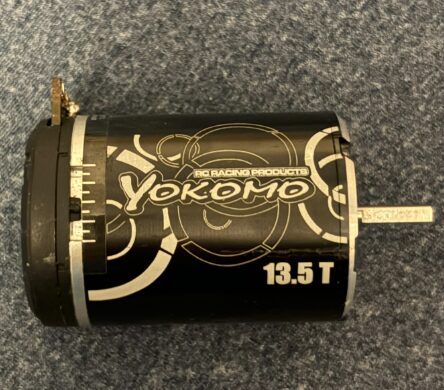 RC RACING PRODUCTS
YOKOMO
13.5 T